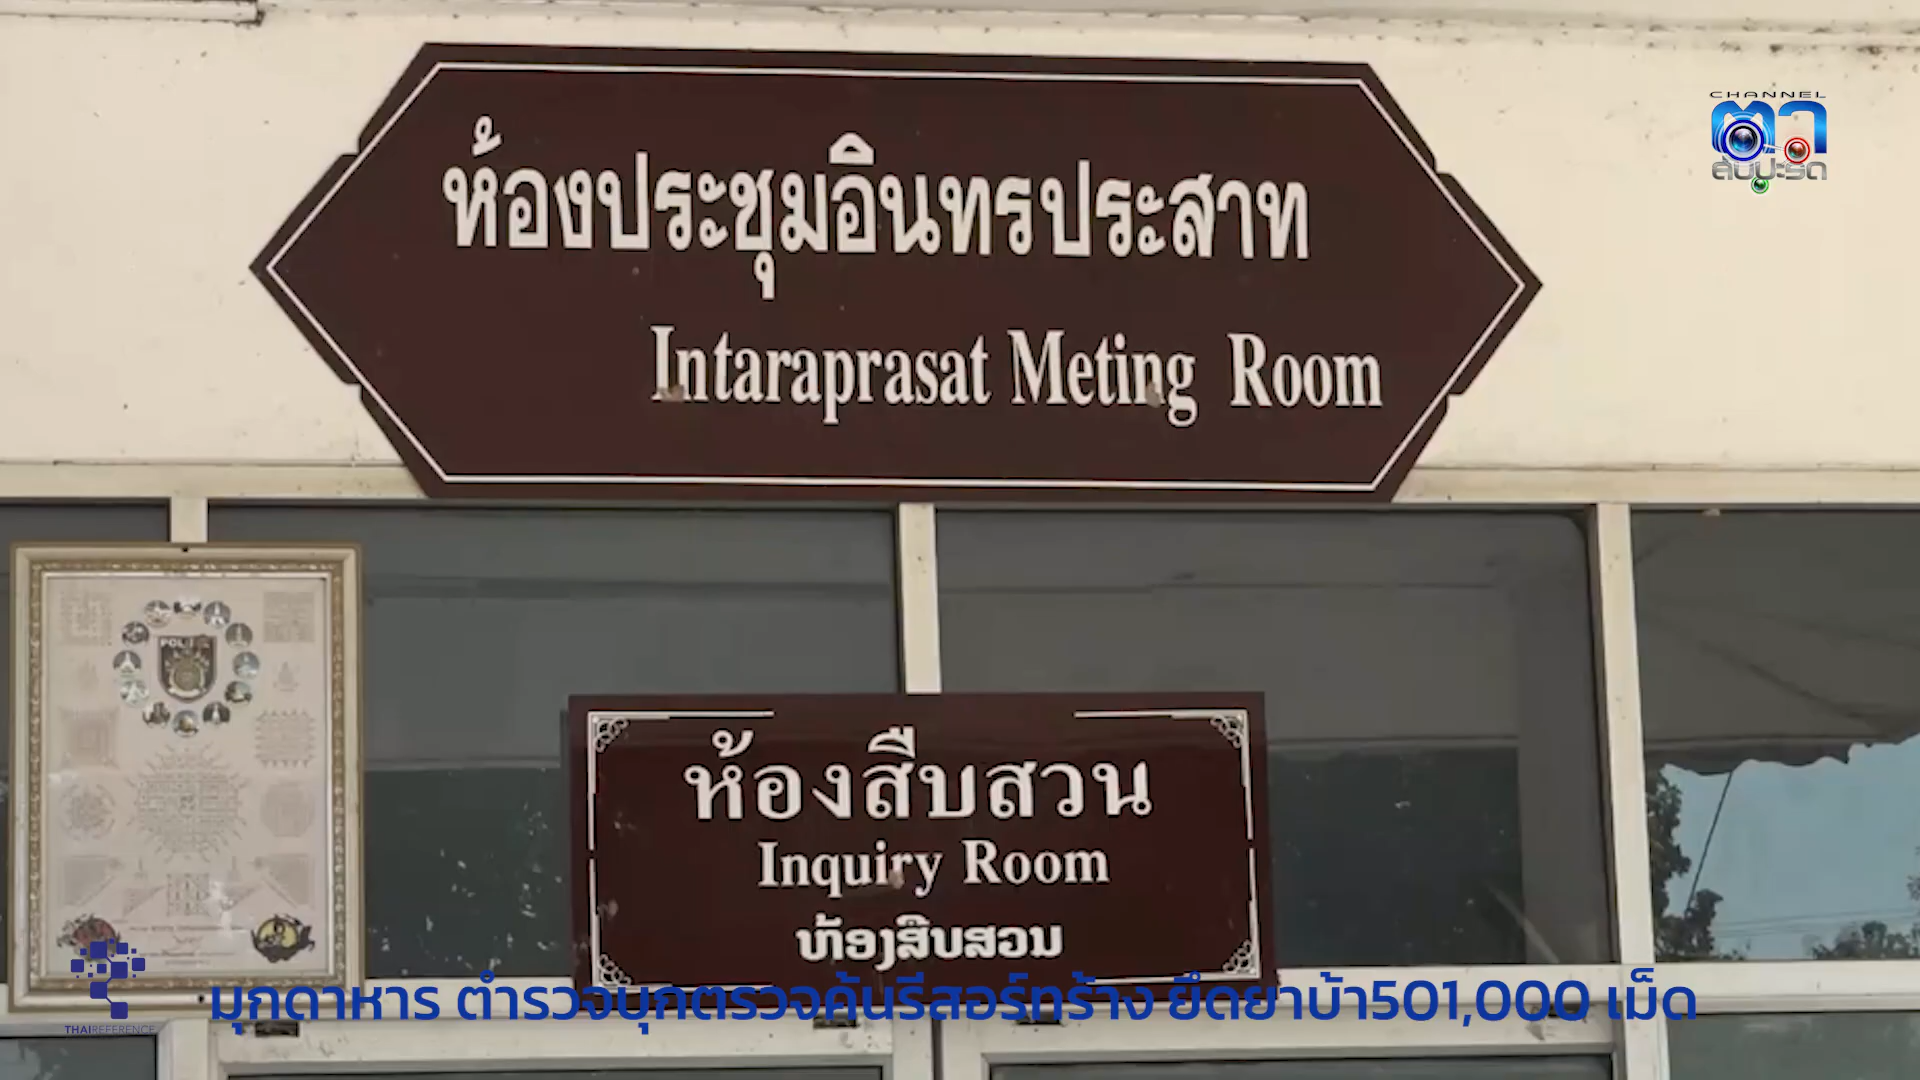 CHANNEL
ตา
สับปะรด
ห้องประชุมอินทรประสาท
Intaraprasat Meting Room
POLICE
ห้องสืบสวน
Inquiry Room
ຫ້ອງສືບສວນ
มุกดาหาร ตำรวจบุกตรวจค้นรีสอร์ทร้าง ยึดยาบ้า501,000 เม็ด
THAIREFERENCE